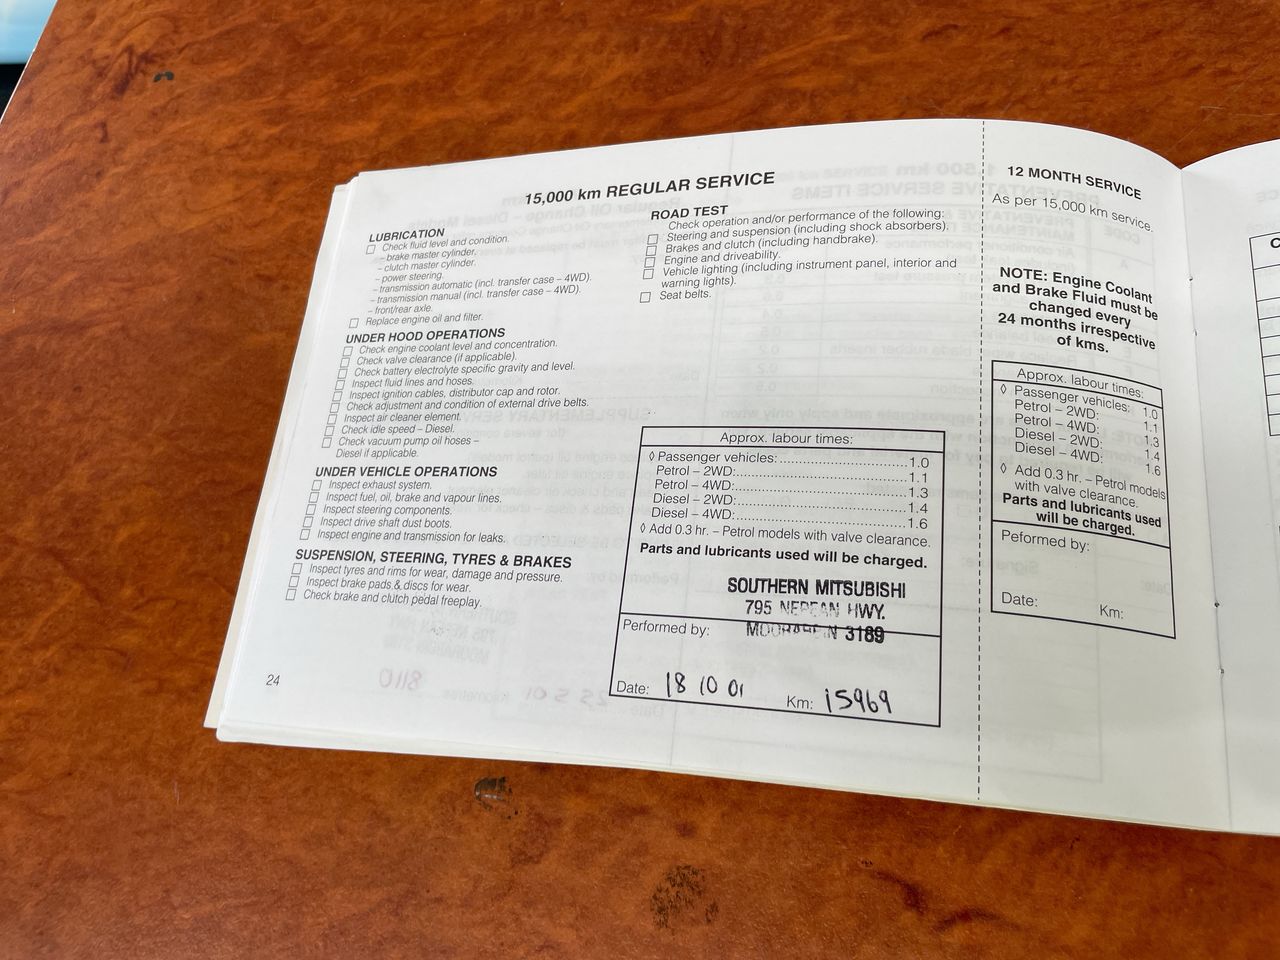 15,000 km REGULAR SERVICE
LUBRICATION
Check fluid level and condition.
– brake master cylinder.
– clutch master cylinder.
– power steering.
– transmission automatic (incl. transfer case – 4WD).
– transmission manual (incl. transfer case – 4WD).
– front/rear axle.
Replace engine oil and filter.
UNDER HOOD OPERATIONS
Check engine coolant level and concentration.
Check valve clearance (if applicable).
Check battery electrolyte specific gravity and level.
Inspect fluid lines and hoses.
Inspect ignition cables, distributor cap and rotor.
Check adjustment and condition of external drive belts.
Inspect air cleaner element.
Check idle speed – Diesel.
Check vacuum pump oil hoses –
Diesel if applicable.
UNDER VEHICLE OPERATIONS
Inspect exhaust system.
Inspect fuel, oil, brake and vapour lines.
Inspect steering components.
Inspect drive shaft dust boots.
Inspect engine and transmission for leaks.
SUSPENSION, STEERING, TYRES & BRAKES
Inspect tyres and rims for wear, damage and pressure.
Inspect brake pads & discs for wear.
Check brake and clutch pedal freeplay.
24
ROAD TEST
Check operation and/or performance of the following:
Steering and suspension (including shock absorbers).
Brakes and clutch (including handbrake).
Engine and driveability.
Vehicle lighting (including instrument panel, interior and
warning lights).
Seat belts.
Approx. labour times:
◊ Passenger vehicles: 1.0
Petrol – 2WD: 1.1
Petrol – 4WD: 1.3
Diesel – 2WD: 1.4
Diesel – 4WD: 1.6
◊ Add 0.3 hr. – Petrol models with valve clearance.
Parts and lubricants used will be charged.
SOUTHERN MITSUBISHI
795 NEPEAN HWY.
MOORABBIN 3189
Performed by:
Date: 18 10 01 Km: 15969
12 MONTH SERVICE
As per 15,000 km service.
NOTE: Engine Coolant
and Brake Fluid must be
changed every
24 months irrespective
of kms.
Approx. labour times:
◊ Passenger vehicles: 1.0
Petrol – 2WD: 1.1
Petrol – 4WD: 1.3
Diesel – 2WD: 1.4
Diesel – 4WD: 1.6
◊ Add 0.3 hr. – Petrol models
with valve clearance.
Parts and lubricants used
will be charged.
Peformed by:
Date: Km: